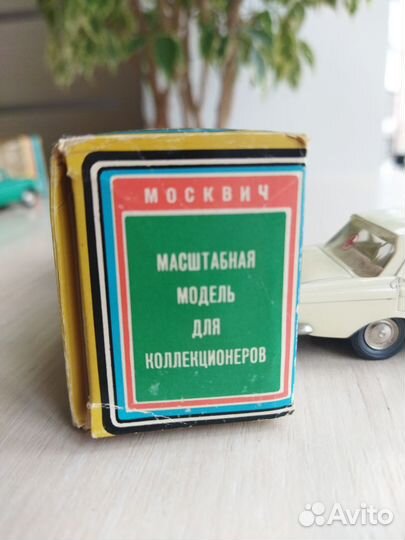 МОСКВИЧ
МАСШТАБНАЯ
МОДЕЛЬ
ДЛЯ
КОЛЛЕКЦИОНЕРОВ
Avito